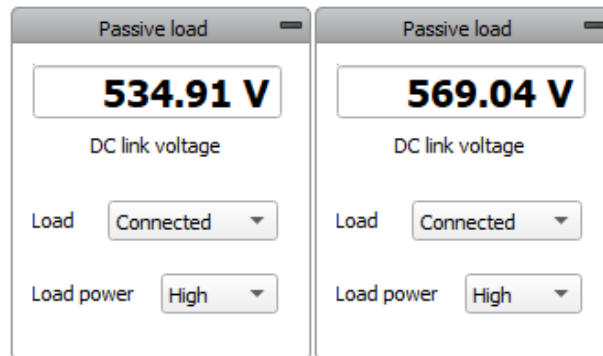 Passive load
534.91 V
DC link voltage
Load Connected
Load power High
Passive load
569.04 V
DC link voltage
Load Connected
Load power High